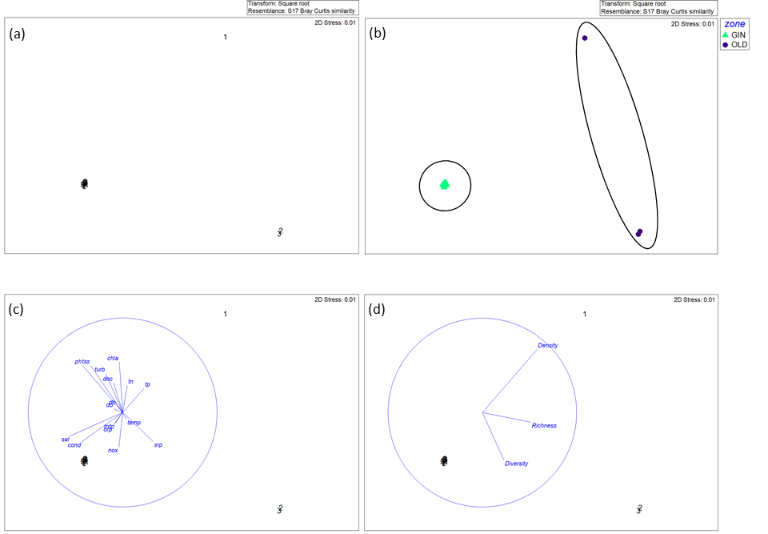 Transform: Square root
Resemblance: S17 Bray Curtis similarity
(a)
2D Stress: 0.01
1
2
3
Transform: Square root
Resemblance: S17 Bray Curtis similarity
(b)
2D Stress: 0.01
zone
GIN
OLD
(c)
2D Stress: 0.01
1
chla
phtss
turb
doc
tn
tp
do
temp
sal
cond
nox
srp
2
3
(d)
2D Stress: 0.01
1
Density
Richness
Diversity
2
3